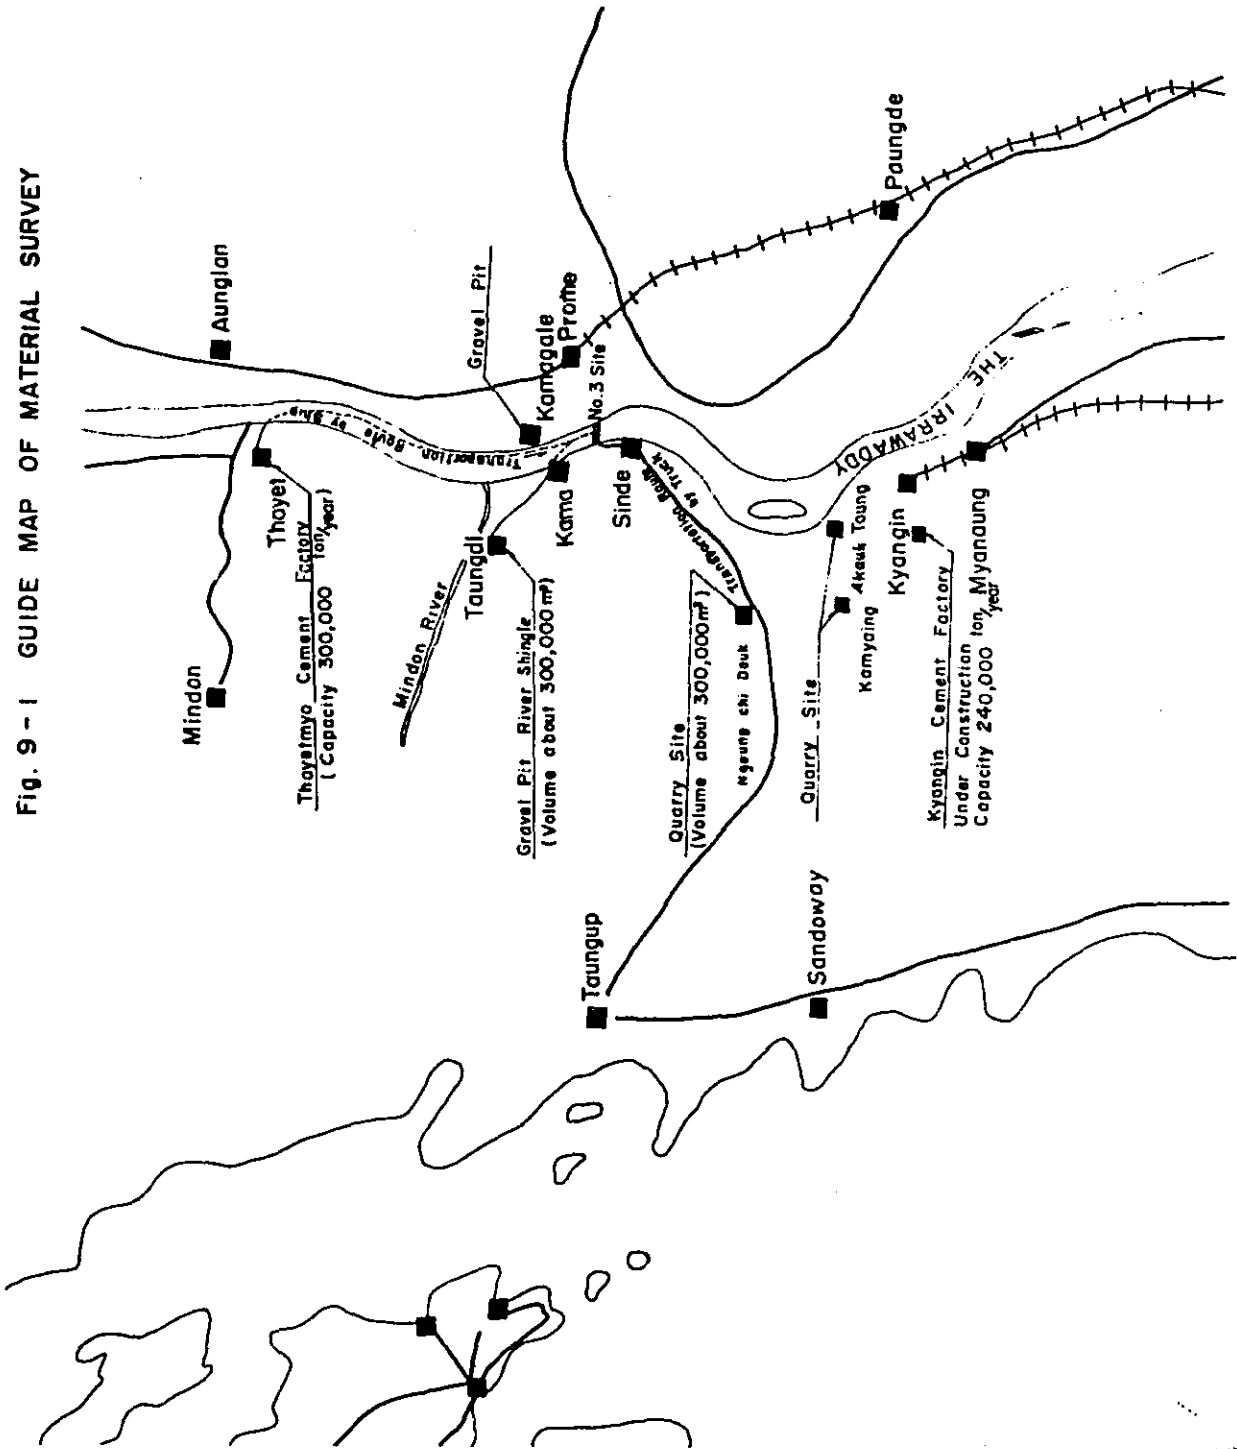 Fig. 9-1 GUIDE MAP OF MATERIAL SURVEY
Aunglan
Thayet
Mindon
Thayetmyo Cement Factory
(Capacity 300,000 ton/year)
Transportion Route by Ship
Mindon River
Taungdi
Gravel Pit
Kamagale
Prome
Kama
No.3 Site
Sinde
Gravel Pit River Shingle
(Volume about 300,000 m³)
Transportation Route
by Truck
Quarry Site
(Volume about 300,000 m³)
Ngaung chi Dauk
Paungde
THE IRRAWADDY
Akauk Taung
Kamyaing
Quarry Site
Kyangin
Myanaung
Kyangin Cement Factory
Under Construction
Capacity 240,000 ton/year
Taungup
Sandoway